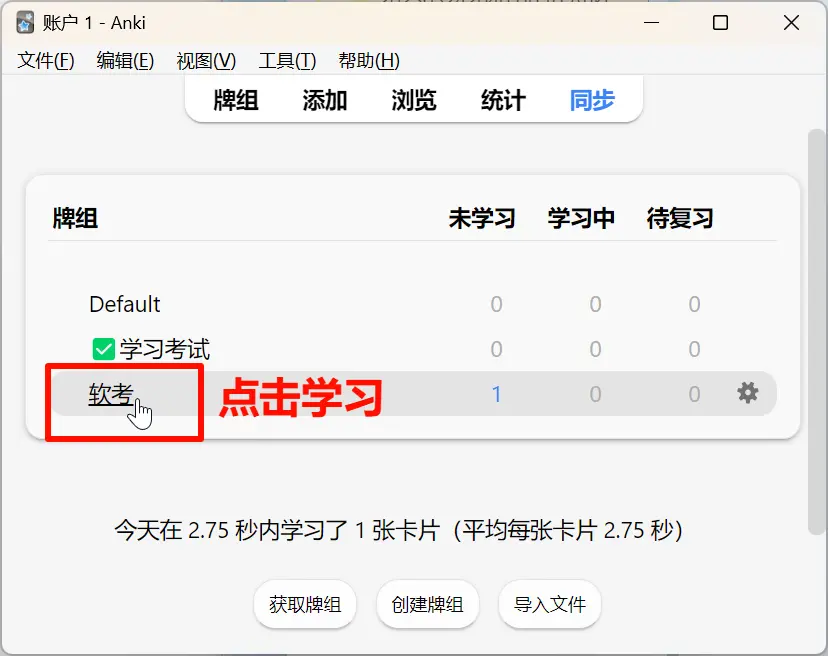 账户 1 - Anki
文件(F) 编辑(E) 视图(V) 工具(T) 帮助(H)
牌组 添加 浏览 统计 同步
牌组 未学习 学习中 待复习
Default 0 0 0
✅学习考试 0 0 0
软考 点击学习 1 0 0
今天在 2.75 秒内学习了 1 张卡片（平均每张卡片 2.75 秒）
获取牌组 创建牌组 导入文件